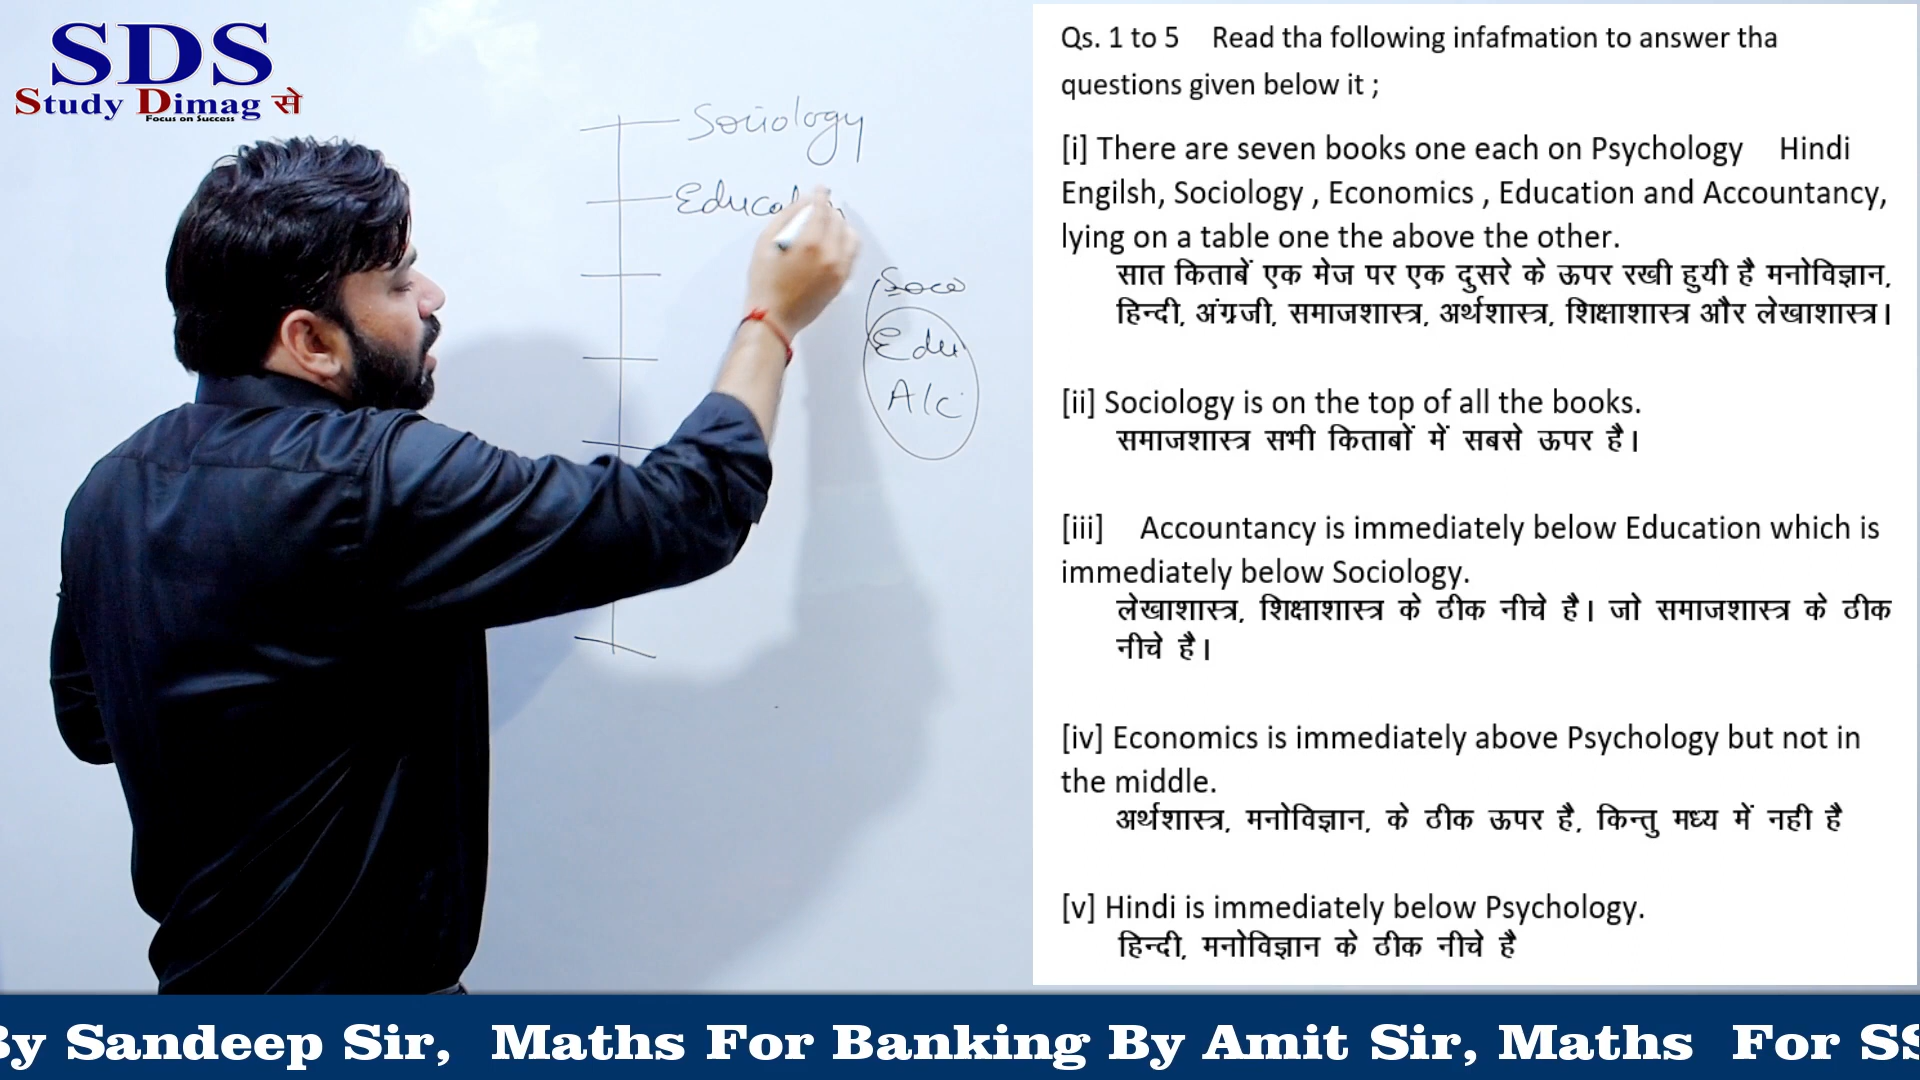 SDS
Study Dimag से
Focus on Success
Sociology
Education
Soco
Edu
A/c
Qs. 1 to 5 Read tha following infafmation to answer tha
questions given below it ;
[i] There are seven books one each on Psychology Hindi
Engilsh, Sociology , Economics , Education and Accountancy,
lying on a table one the above the other.
सात किताबें एक मेज पर एक दुसरे के ऊपर रखी हुयी है मनोविज्ञान,
हिन्दी, अंग्रजी, समाजशास्त्र, अर्थशास्त्र, शिक्षाशास्त्र और लेखाशास्त्र।
[ii] Sociology is on the top of all the books.
समाजशास्त्र सभी किताबों में सबसे ऊपर है।
[iii] Accountancy is immediately below Education which is
immediately below Sociology.
लेखाशास्त्र, शिक्षाशास्त्र के ठीक नीचे है। जो समाजशास्त्र के ठीक
नीचे है।
[iv] Economics is immediately above Psychology but not in
the middle.
अर्थशास्त्र, मनोविज्ञान, के ठीक ऊपर है, किन्तु मध्य में नही है
[v] Hindi is immediately below Psychology.
हिन्दी, मनोविज्ञान के ठीक नीचे है
By Sandeep Sir, Maths For Banking By Amit Sir, Maths For SS